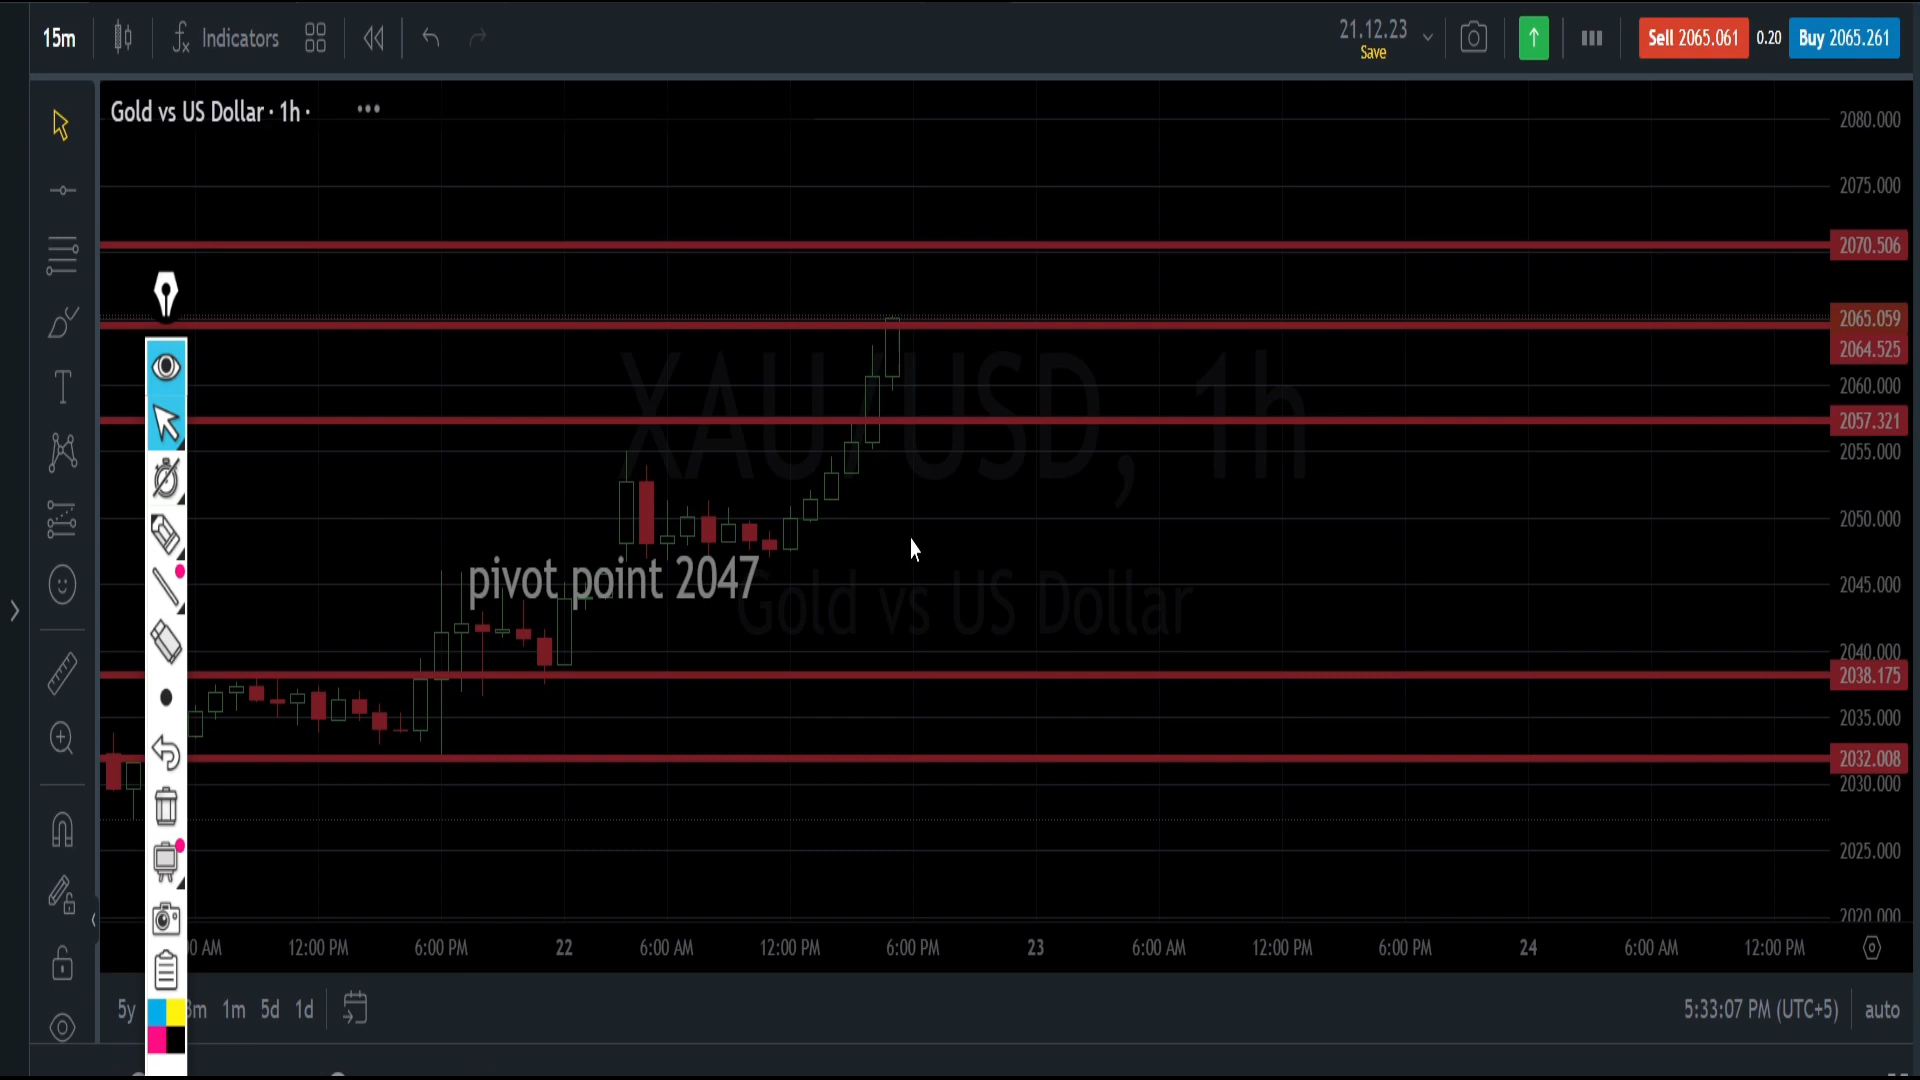 15m
Indicators
21.12.23
Save
Sell 2065.061
0.20
Buy 2065.261
Gold vs US Dollar · 1h ·
2080.000
2075.000
2070.506
2065.059
2064.525
2060.000
2057.321
2055.000
XAU/USD, 1h
2050.000
pivot point 2047
2045.000
Gold vs US Dollar
2040.000
2038.175
2035.000
2032.008
2030.000
2025.000
2020.000
AM
12:00 PM
6:00 PM
22
6:00 AM
12:00 PM
6:00 PM
23
6:00 AM
12:00 PM
6:00 PM
24
6:00 AM
12:00 PM
5y
1m
5d
1d
5:33:07 PM (UTC+5)
auto